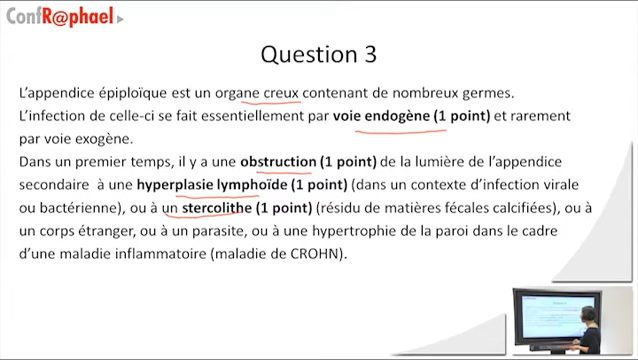 ConfR@phael
Question 3
L'appendice épiploïque est un organe creux contenant de nombreux germes.
L'infection de celle-ci se fait essentiellement par voie endogène (1 point) et rarement
par voie exogène.
Dans un premier temps, il y a une obstruction (1 point) de la lumière de l'appendice
secondaire à une hyperplasie lymphoïde (1 point) (dans un contexte d'infection virale
ou bactérienne), ou à un stercolithe (1 point) (résidu de matières fécales calcifiées), ou à
un corps étranger, ou à un parasite, ou à une hypertrophie de la paroi dans le cadre
d'une maladie inflammatoire (maladie de CROHN).